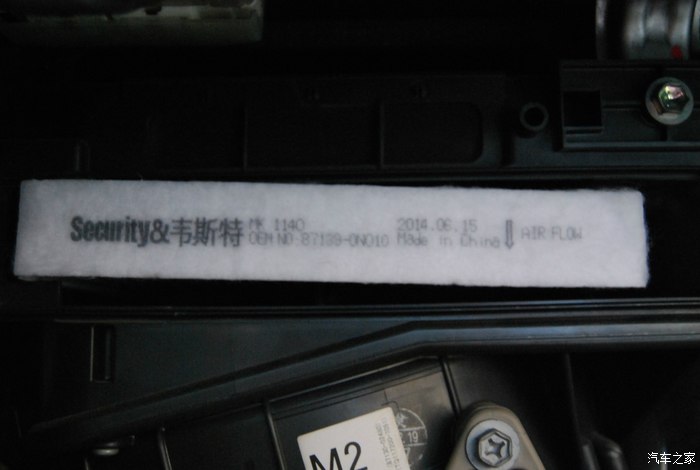 Security&韦斯特
MK 1140
OEM NO-87139-0N010
2014.06.15
Made in China
AIR FLOW
M2
19
汽车之家